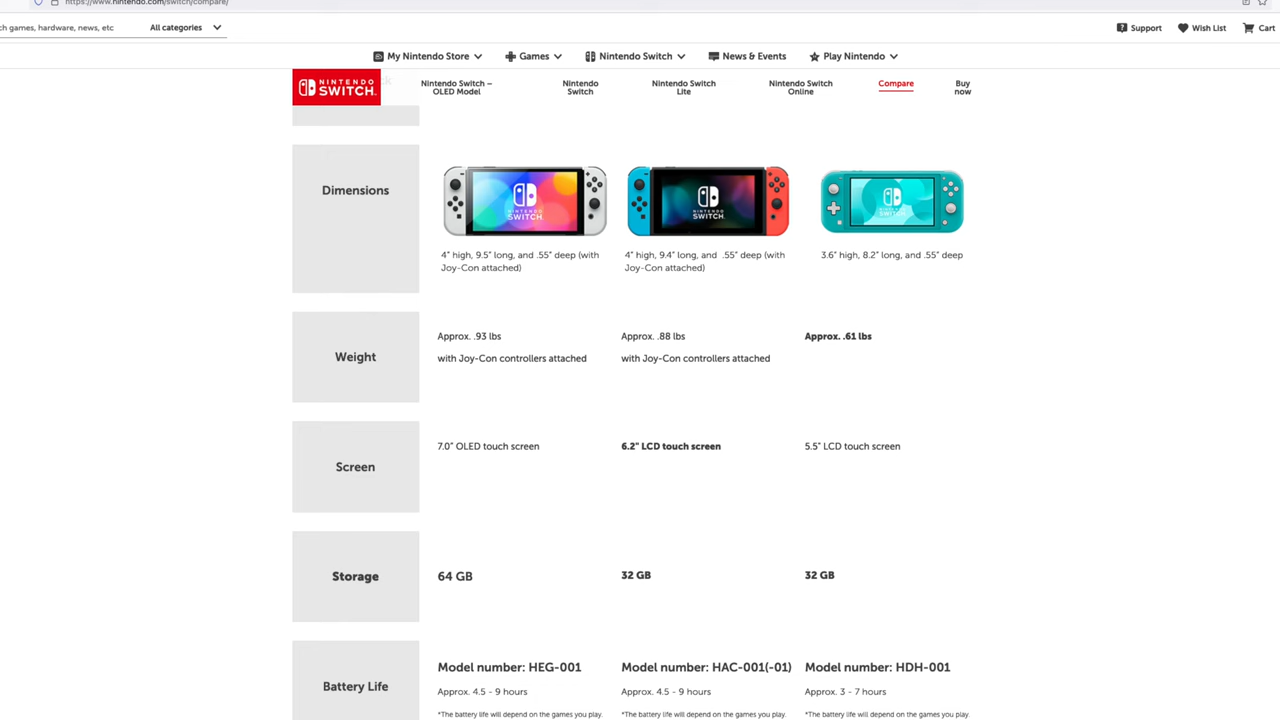 https://www.nintendo.com/switch/compare/
ch games, hardware, news, etc
All categories
Support
Wish List
Cart
My Nintendo Store
Games
Nintendo Switch
News & Events
Play Nintendo
NINTENDO
SWITCH
Nintendo Switch –
OLED Model
Nintendo
Switch
Nintendo Switch
Lite
Nintendo Switch
Online
Compare
Buy
now
Dimensions
NINTENDO
SWITCH
NINTENDO
SWITCH
NINTENDO
SWITCH
4" high, 9.5" long, and .55" deep (with
Joy-Con attached)
4" high, 9.4" long, and .55" deep (with
Joy-Con attached)
3.6" high, 8.2" long, and .55" deep
Weight
Approx. .93 lbs
with Joy-Con controllers attached
Approx. .88 lbs
with Joy-Con controllers attached
Approx. .61 lbs
Screen
7.0" OLED touch screen
6.2" LCD touch screen
5.5" LCD touch screen
Storage
64 GB
32 GB
32 GB
Battery Life
Model number: HEG-001
Approx. 4.5 - 9 hours
*The battery life will depend on the games you play.
Model number: HAC-001(-01)
Approx. 4.5 - 9 hours
*The battery life will depend on the games you play.
Model number: HDH-001
Approx. 3 - 7 hours
*The battery life will depend on the games you play.